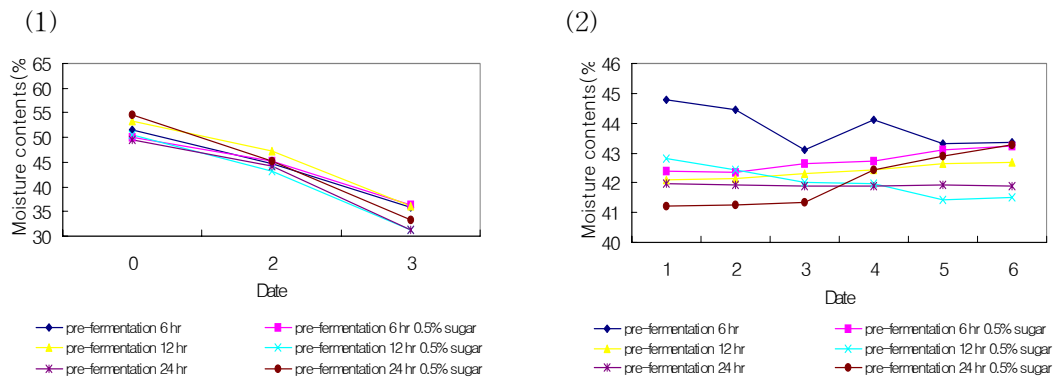 (1)
Moisture contents(%
65
60
55
50
45
40
35
30
0 2 3
Date
pre-fermentation 6 hr pre-fermentation 6 hr 0.5% sugar
pre-fermentation 12 hr pre-fermentation 12 hr 0.5% sugar
pre-fermentation 24 hr pre-fermentation 24 hr 0.5% sugar
(2)
Moisture contents(%
46
45
44
43
42
41
40
1 2 3 4 5 6
Date
pre-fermentation 6 hr pre-fermentation 6 hr 0.5% sugar
pre-fermentation 12 hr pre-fermentation 12 hr 0.5% sugar
pre-fermentation 24 hr pre-fermentation 24 hr 0.5% sugar